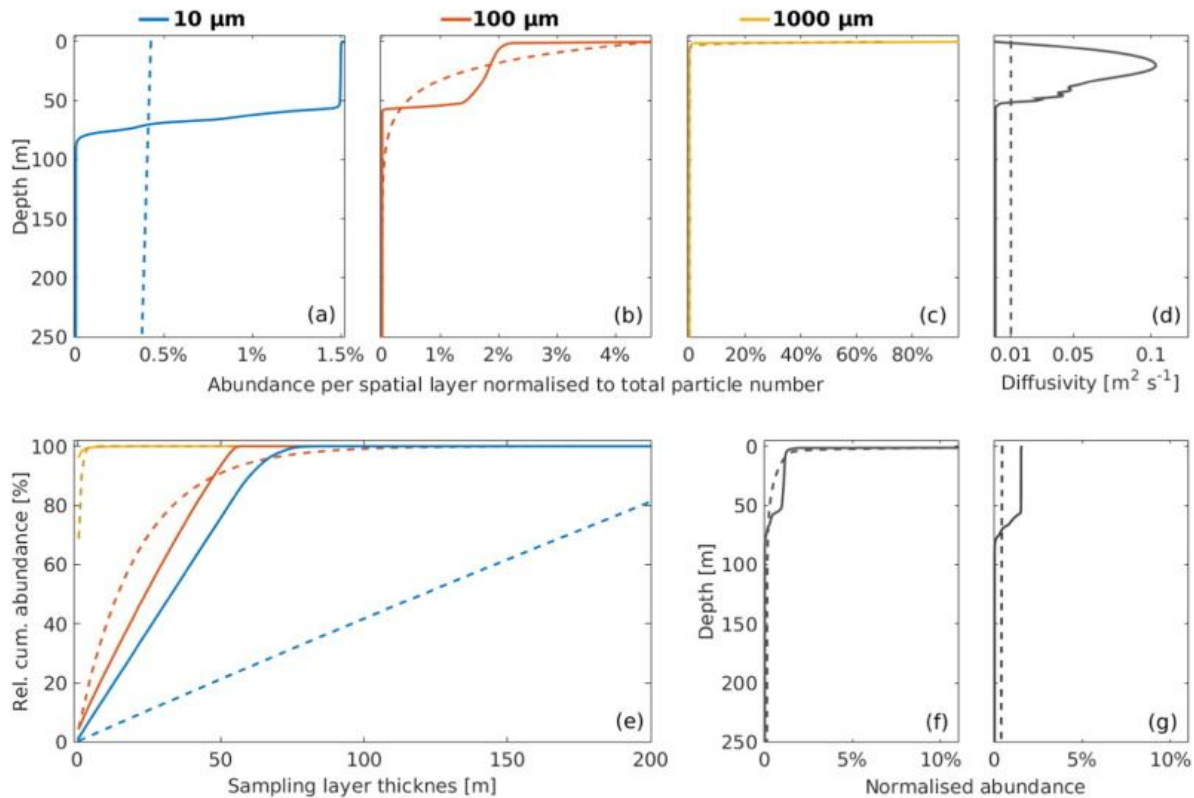 10 µm
100 µm
1000 µm
0
50
100
150
200
250
Depth [m]
(a)
(b)
(c)
(d)
0 0.5% 1% 1.5%
0 1% 2% 3% 4%
0 20% 40% 60% 80%
0.01 0.05 0.1
Abundance per spatial layer normalised to total particle number
Diffusivity [m² s⁻¹]
100
80
60
40
20
0
Rel. cum. abundance [%]
(e)
0 50 100 150 200
Sampling layer thicknes [m]
0
50
100
150
200
250
Depth [m]
(f)
(g)
0 5% 10%
0 5% 10%
Normalised abundance